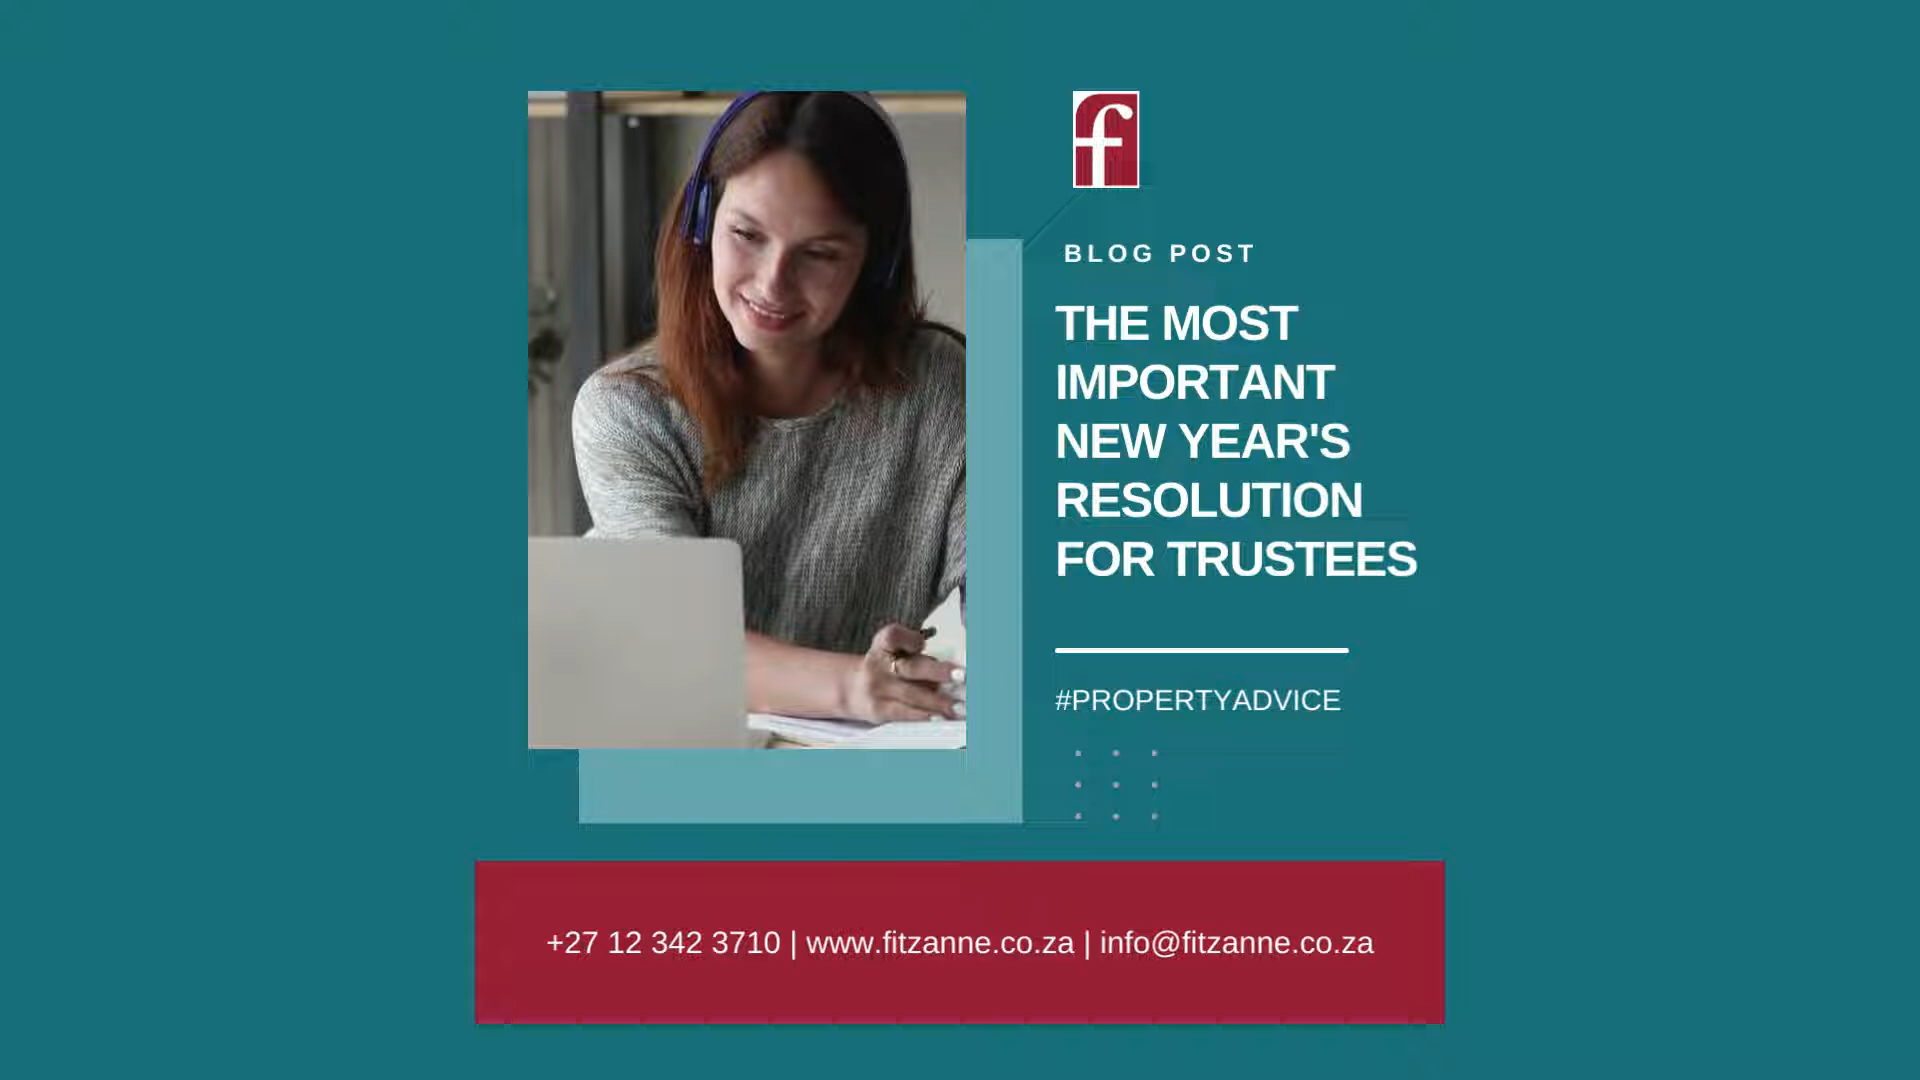 f
BLOG POST
THE MOST
IMPORTANT
NEW YEAR'S
RESOLUTION
FOR TRUSTEES
#PROPERTYADVICE
+27 12 342 3710 | www.fitzanne.co.za | info@fitzanne.co.za